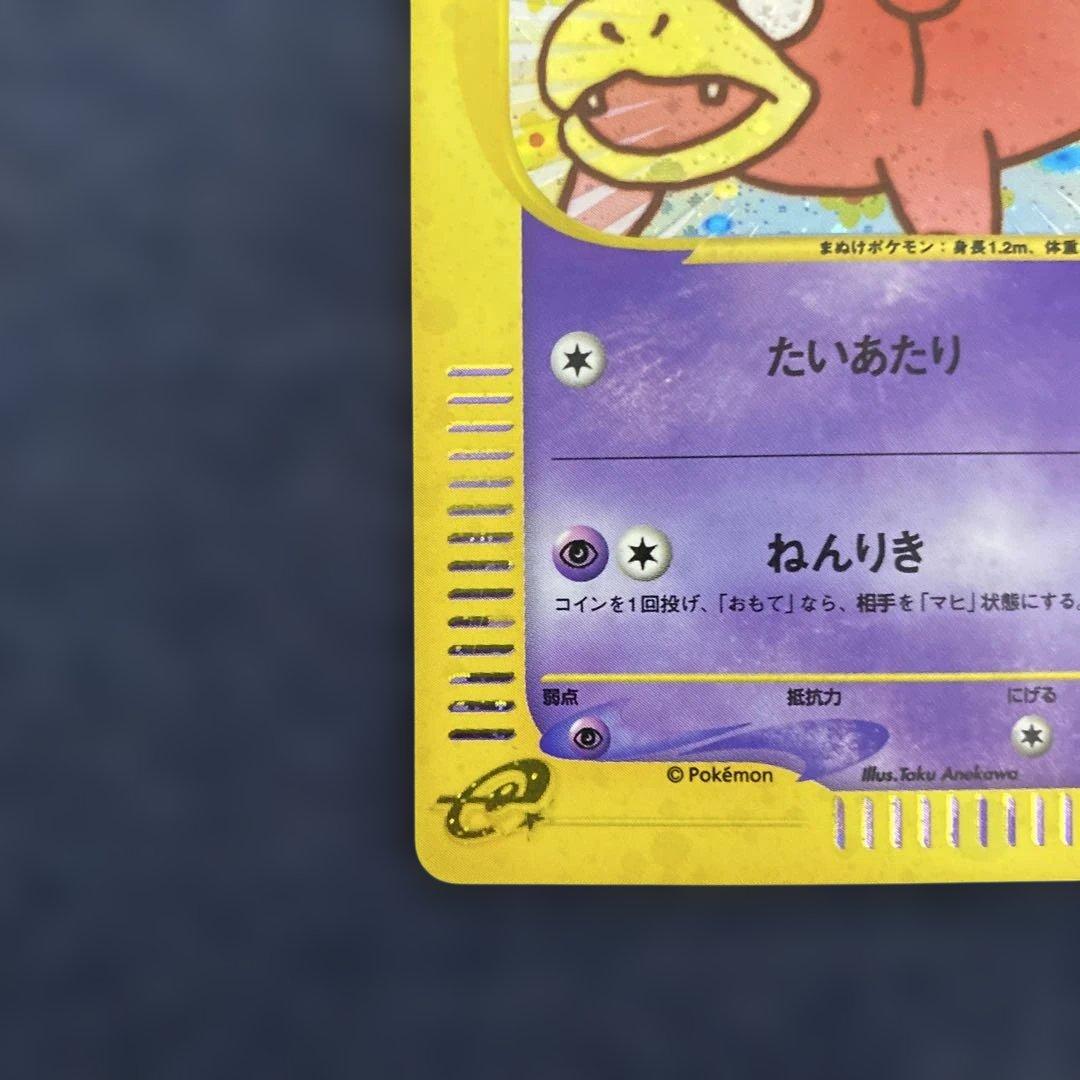 まぬけポケモン：身長1.2m、体重
たいあたり
ねんりき
コインを1回投げ、「おもて」なら、相手を「マヒ」状態にする。
弱点 抵抗力 にげる
© Pokémon Illus.Taku Anekawa
e